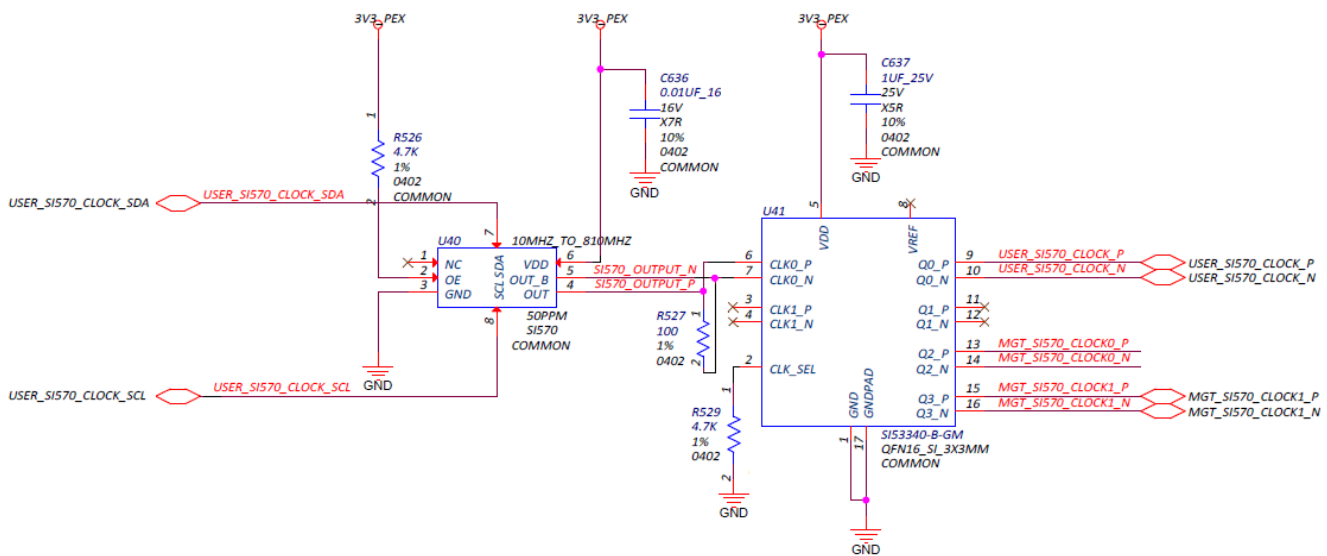 3V3_PEX
3V3_PEX
3V3_PEX
C636
0.01UF_16
16V
X7R
10%
0402
COMMON
GND
C637
1UF_25V
25V
X5R
10%
0402
COMMON
GND
1
R526
4.7K
1%
0402
COMMON
2
USER_SI570_CLOCK_SDA
USER_SI570_CLOCK_SDA
7
U40
10MHZ_TO_810MHZ
1
NC
2
OE
3
GND
SDA
SCL
VDD
6
OUT_B
5
OUT
4
SI570_OUTPUT_N
SI570_OUTPUT_P
8
50PPM
SI570
COMMON
GND
USER_SI570_CLOCK_SCL
USER_SI570_CLOCK_SCL
1
R527
100
1%
0402
2
1
R529
4.7K
1%
0402
2
GND
U41
5
VDD
8
VREF
6
CLK0_P
7
CLK0_N
3
CLK1_P
4
CLK1_N
2
CLK_SEL
Q0_P
9
USER_SI570_CLOCK_P
USER_SI570_CLOCK_P
Q0_N
10
USER_SI570_CLOCK_N
USER_SI570_CLOCK_N
Q1_P
11
Q1_N
12
Q2_P
13
MGT_SI570_CLOCK0_P
Q2_N
14
MGT_SI570_CLOCK0_N
Q3_P
15
MGT_SI570_CLOCK1_P
MGT_SI570_CLOCK1_P
Q3_N
16
MGT_SI570_CLOCK1_N
MGT_SI570_CLOCK1_N
GND
GNDPAD
1
17
SI53340-B-GM
QFN16_SI_3X3MM
COMMON
GND